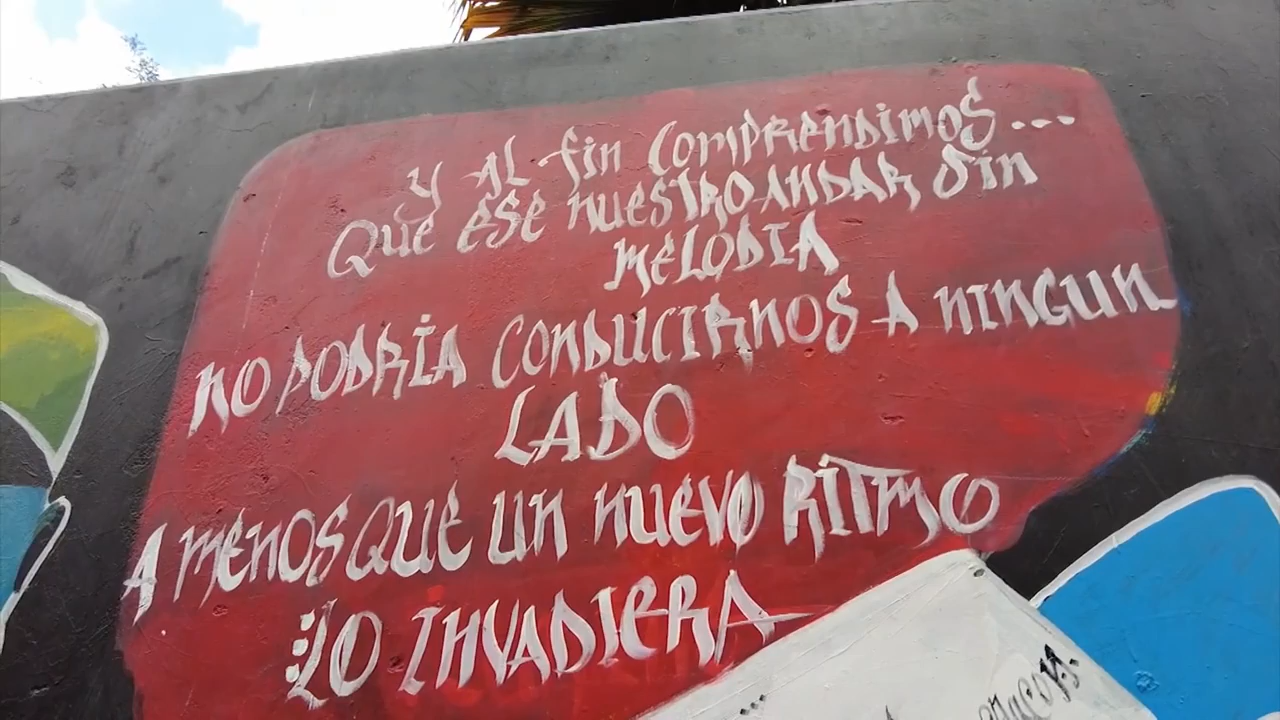 Y AL fin COMPRENDIMOS...
QUE ESE NUESTRO ANDAR SIN
MELODIA
NO PODRÍA CONDUCIRNOS A NINGUN
LADO
A MENOS QUE UN NUEVO RITMO
LO INVADIERA